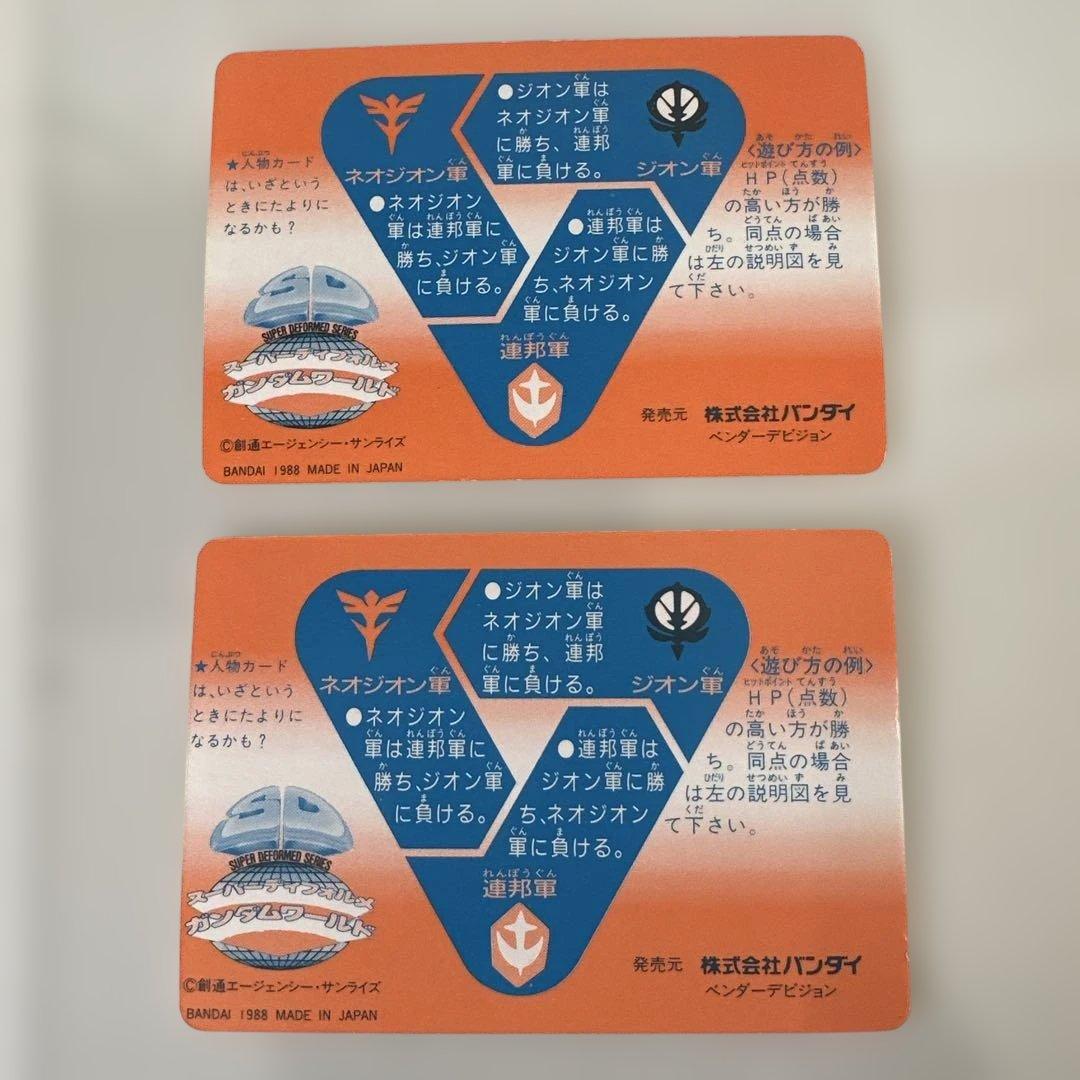 ★人物カード
は、いざという
ときにたよりに
なるかも？
SD
SUPER DEFORMED SERIES
スーパーディフォルメ
ガンダムワールド
©創通エージェンシー・サンライズ
BANDAI 1988 MADE IN JAPAN
ネオジオン軍
●ネオジオン
軍は連邦軍に
勝ち、ジオン軍
に負ける。
●ジオン軍は
ネオジオン軍
に勝ち、連邦
軍に負ける。
ジオン軍
●連邦軍は
ジオン軍に勝
ち、ネオジオン
軍に負ける。
連邦軍
〈遊び方の例〉
HP(点数)
の高い方が勝
ち。同点の場合
は左の説明図を見
て下さい。
発売元 株式会社バンダイ
ベンダーデビジョン
★人物カード
は、いざという
ときにたよりに
なるかも？
SD
SUPER DEFORMED SERIES
スーパーディフォルメ
ガンダムワールド
©創通エージェンシー・サンライズ
BANDAI 1988 MADE IN JAPAN
ネオジオン軍
●ネオジオン
軍は連邦軍に
勝ち、ジオン軍
に負ける。
●ジオン軍は
ネオジオン軍
に勝ち、連邦
軍に負ける。
ジオン軍
●連邦軍は
ジオン軍に勝
ち、ネオジオン
軍に負ける。
連邦軍
〈遊び方の例〉
HP(点数)
の高い方が勝
ち。同点の場合
は左の説明図を見
て下さい。
発売元 株式会社バンダイ
ベンダーデビジョン